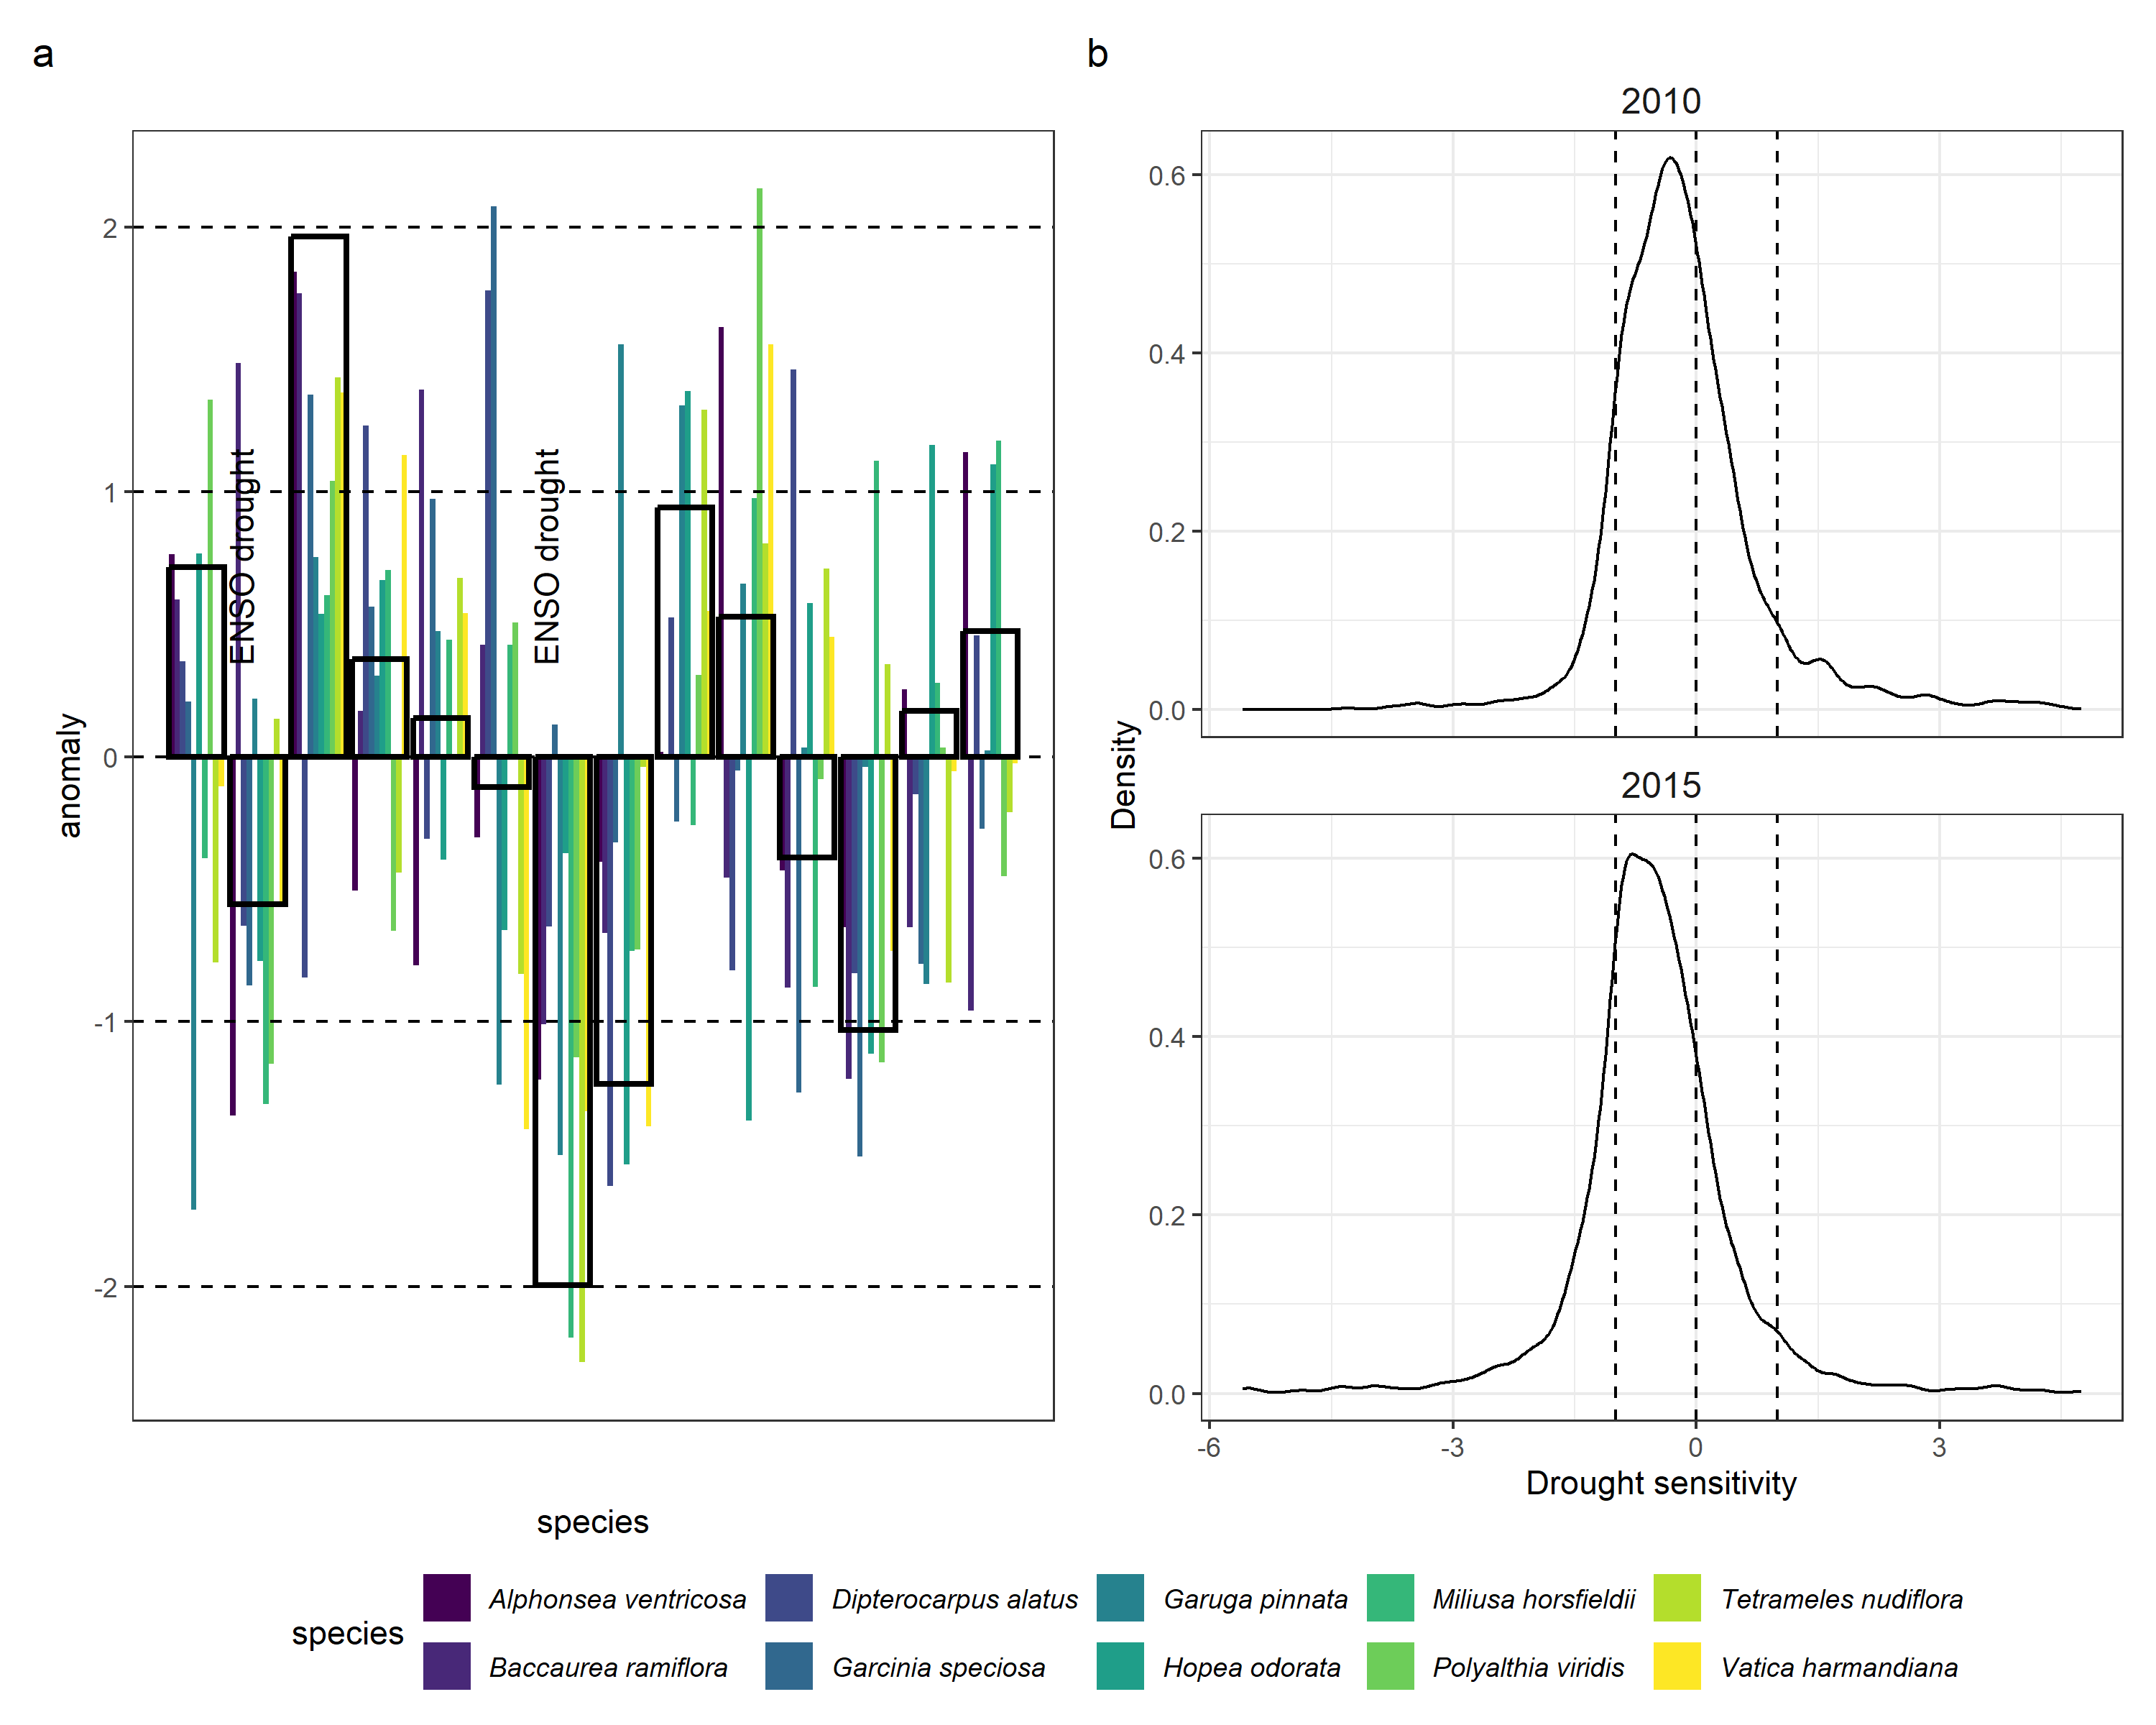 a
anomaly
2
1
0
-1
-2
ENSO drought
ENSO drought
species
b
Density
2010
0.6
0.4
0.2
0.0
2015
0.6
0.4
0.2
0.0
-6 -3 0 3
Drought sensitivity
species
Alphonsea ventricosa Dipterocarpus alatus Garuga pinnata Miliusa horsfieldii Tetrameles nudiflora
Baccaurea ramiflora Garcinia speciosa Hopea odorata Polyalthia viridis Vatica harmandiana